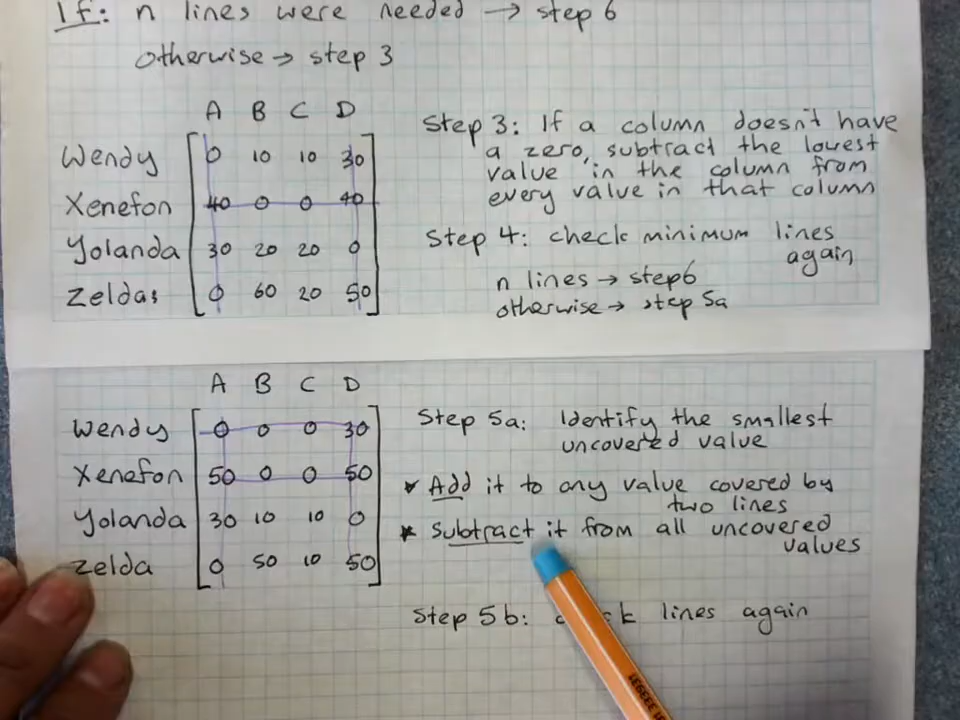 If: n lines were needed → step 6
otherwise → step 3
A B C D
Wendy 0 10 10 30
Xenefon 40 0 0 40
Yolanda 30 20 20 0
Zeldas 0 60 20 50
Step 3: If a column doesn't have
a zero, subtract the lowest
value in the column from
every value in that column
Step 4: check minimum lines
again
n lines → step6
otherwise → step 5a
A B C D
Wendy 0 0 0 30
Xenefon 50 0 0 50
Yolanda 30 10 10 0
Zelda 0 50 10 50
Step 5a: Identify the smallest
uncovered value
* Add it to any value covered by
two lines
* Subtract it from all uncovered
values
Step 5b: lines again